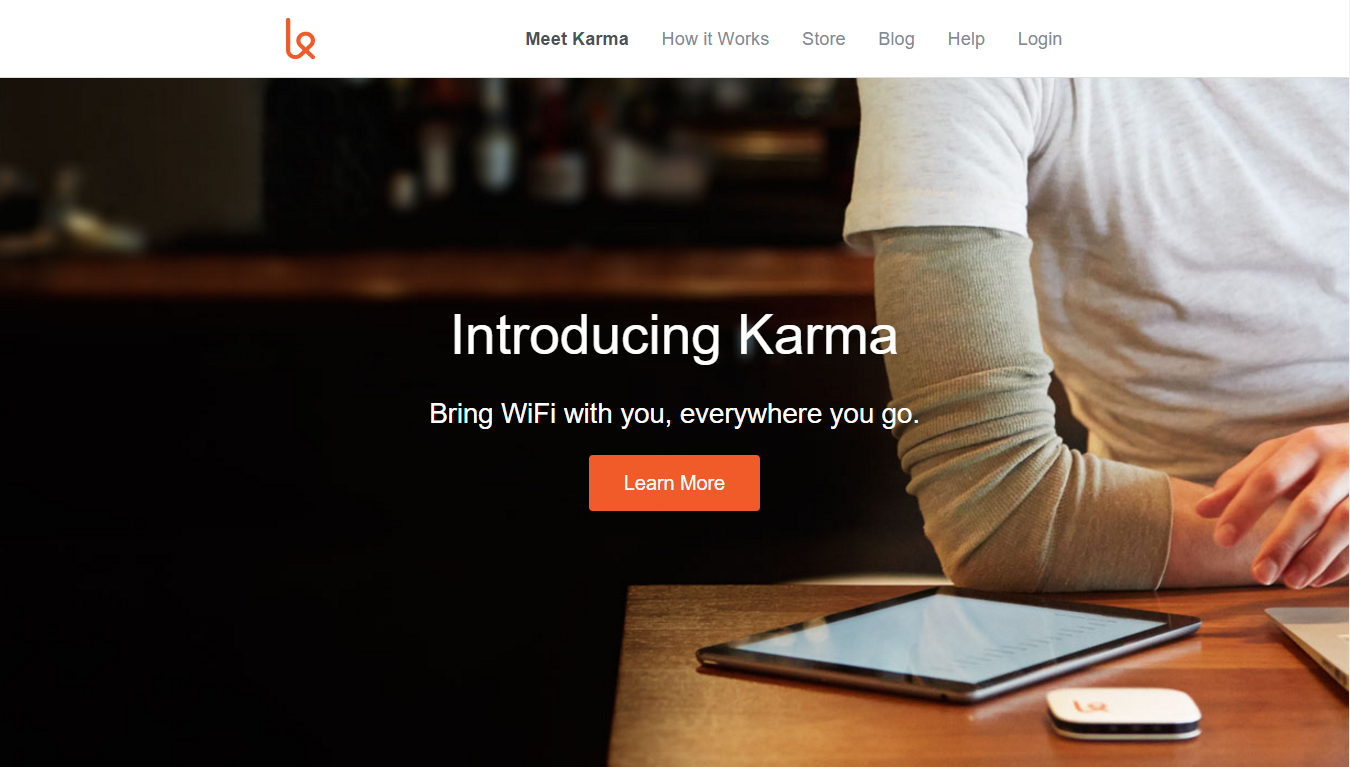 Meet Karma How it Works Store Blog Help Login
Introducing Karma
Bring WiFi with you, everywhere you go.
Learn More